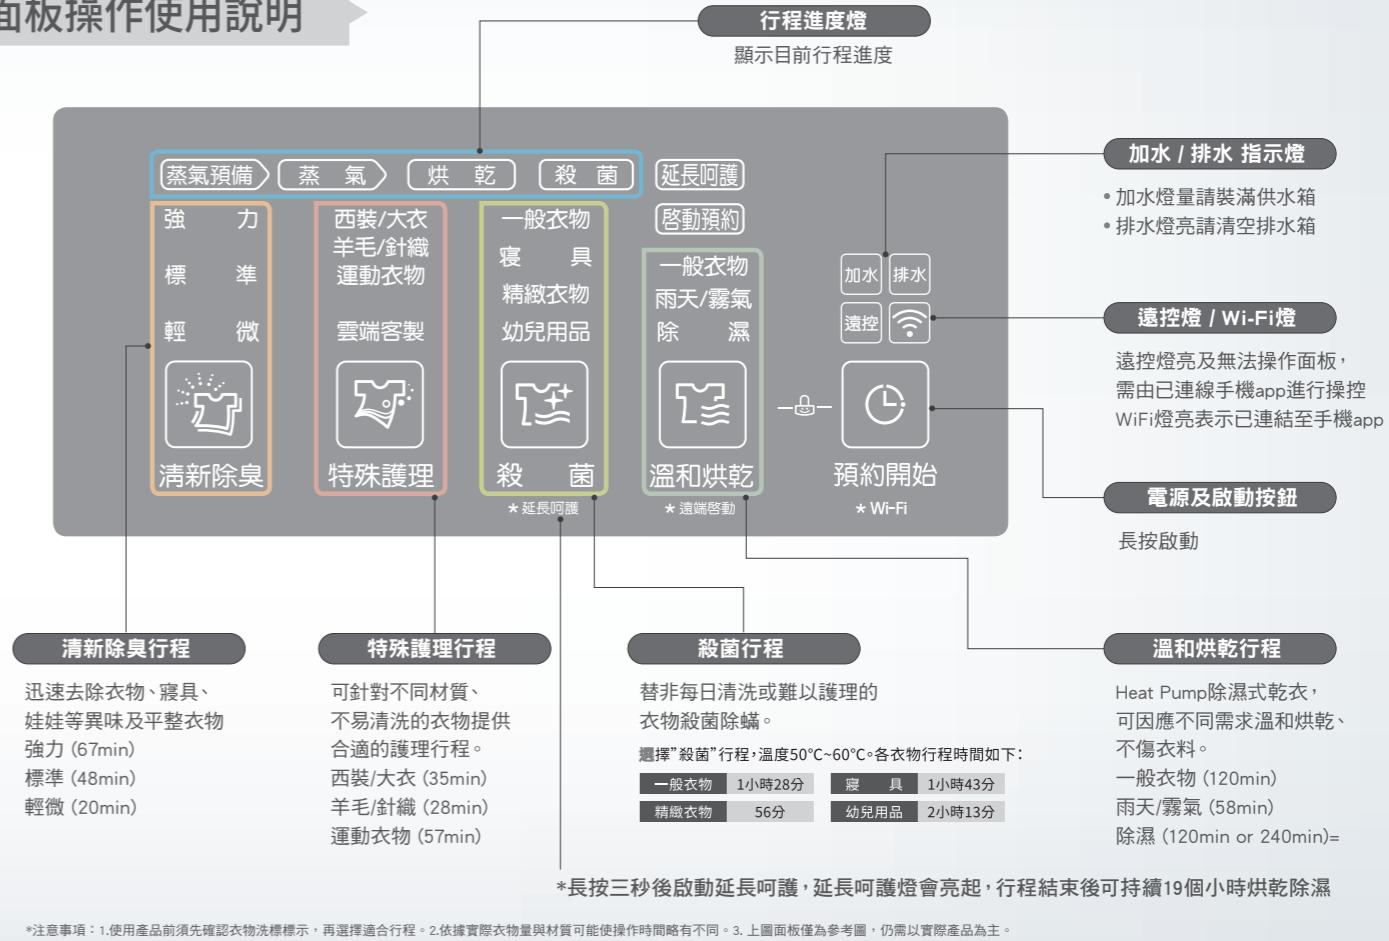 面板操作使用說明
行程進度燈
顯示目前行程進度
蒸氣預備 蒸 氣 烘 乾 殺 菌 延長呵護
啓動預約
強 力
標 準
輕 微
清新除臭
西裝/大衣
羊毛/針織
運動衣物
雲端客製
特殊護理
一般衣物
寢 具
精緻衣物
幼兒用品
殺 菌
*延長呵護
一般衣物
雨天/霧氣
除 濕
溫和烘乾
*遠端啓動
加水 排水
遠控
預約開始
*Wi-Fi
加水 / 排水 指示燈
•加水燈量請裝滿供水箱
•排水燈亮請清空排水箱
遠控燈 / Wi-Fi燈
遠控燈亮及無法操作面板，
需由已連線手機app進行操控
WiFi燈亮表示已連結至手機app
電源及啟動按鈕
長按啟動
清新除臭行程
迅速去除衣物、寢具、
娃娃等異味及平整衣物
強力 (67min)
標準 (48min)
輕微 (20min)
特殊護理行程
可針對不同材質、
不易清洗的衣物提供
合適的護理行程。
西裝/大衣 (35min)
羊毛/針織 (28min)
運動衣物 (57min)
殺菌行程
替非每日清洗或難以護理的
衣物殺菌除蟎。
選擇”殺菌”行程，溫度50°C~60°C。各衣物行程時間如下：
一般衣物 1小時28分 寢 具 1小時43分
精緻衣物 56分 幼兒用品 2小時13分
溫和烘乾行程
Heat Pump除濕式乾衣，
可因應不同需求溫和烘乾、
不傷衣料。
一般衣物 (120min)
雨天/霧氣 (58min)
除濕 (120min or 240min)=
*長按三秒後啟動延長呵護，延長呵護燈會亮起，行程結束後可持續19個小時烘乾除濕
*注意事項：1.使用產品前須先確認衣物洗標標示，再選擇適合行程。2.依據實際衣物量與材質可能使操作時間略有不同。3. 上圖面板僅為參考圖，仍需以實際產品為主。